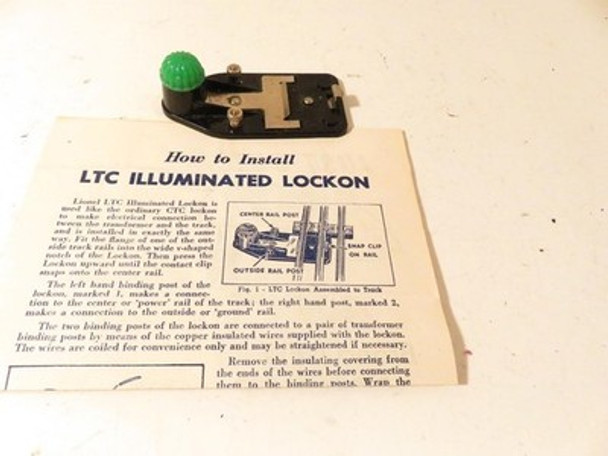 How to Install
LTC ILLUMINATED LOCKON
Lionel LTC Illuminated Lockon is
used like the ordinary CTC lockon
to make electrical connection be-
tween the transformer and the track,
and is installed in exactly the same
way. Fit the flange of one of the out-
side track rails into the wide v-shaped
notch of the Lockon. Then press the
Lockon upward until the contact clip
snaps onto the center rail.
The left hand binding post of the
lockon, marked 1, makes a connec-
tion to the center or 'power' rail of the track; the right hand post, marked 2,
makes a connection to the outside or 'ground' rail.
CENTER RAIL POST
SNAP CLIP
ON RAIL
OUTSIDE RAIL POST
Fig. 1 - LTC Lockon Assembled to Track
The two binding posts of the lockon are connected to a pair of transformer
binding posts by means of the copper insulated wires supplied with the lockon.
The wires are coiled for convenience only and may be straightened if necessary.
Remove the insulating covering from
the ends of the wires before connecting
them to the binding posts. Wrap the